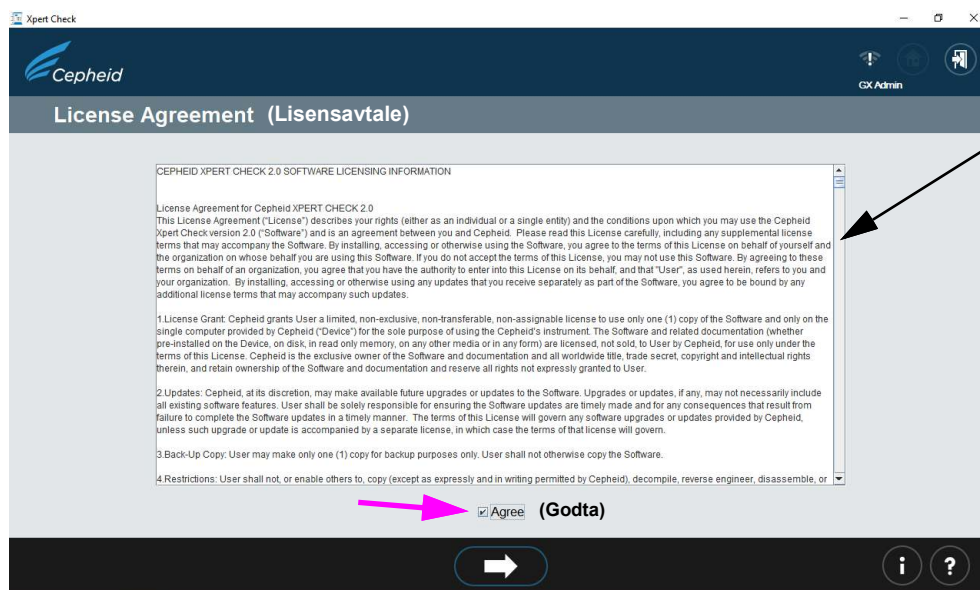 Xpert Check
Cepheid
GX Admin
License Agreement (Lisensavtale)
CEPHEID XPERT CHECK 2.0 SOFTWARE LICENSING INFORMATION
License Agreement for Cepheid XPERT CHECK 2.0
This License Agreement ("License") describes your rights (either as an individual or a single entity) and the conditions upon which you may use the Cepheid
Xpert Check version 2.0 ("Software") and is an agreement between you and Cepheid. Please read this License carefully, including any supplemental license
terms that may accompany the Software. By installing, accessing or otherwise using the Software, you agree to the terms of this License on behalf of yourself and
the organization on whose behalf you are using this Software. If you do not accept the terms of this License, you may not use this Software. By agreeing to these
terms on behalf of an organization, you agree that you have the authority to enter into this License on its behalf, and that "User", as used herein, refers to you and
your organization. By installing, accessing or otherwise using any updates that you receive separately as part of the Software, you agree to be bound by any
additional license terms that may accompany such updates.
1.License Grant: Cepheid grants User a limited, non-exclusive, non-transferable, non-assignable license to use only one (1) copy of the Software and only on the
single computer provided by Cepheid ("Device") for the sole purpose of using the Cepheid's instrument. The Software and related documentation (whether
pre-installed on the Device, on disk, in read only memory, on any other media or in any form) are licensed, not sold, to User by Cepheid, for use only under the
terms of this License. Cepheid is the exclusive owner of the Software and documentation and all worldwide title, trade secret, copyright and intellectual rights
therein, and retain ownership of the Software and documentation and reserve all rights not expressly granted to User.
2.Updates: Cepheid, at its discretion, may make available future upgrades or updates to the Software. Upgrades or updates, if any, may not necessarily include
all existing software features. User shall be solely responsible for ensuring the Software updates are timely made and for any consequences that result from
failure to complete the Software updates in a timely manner. The terms of this License will govern any software upgrades or updates provided by Cepheid,
unless such upgrade or update is accompanied by a separate license, in which case the terms of that license will govern.
3.Back-Up Copy: User may make only one (1) copy for backup purposes only. User shall not otherwise copy the Software.
4.Restrictions: User shall not, or enable others to, copy (except as expressly and in writing permitted by Cepheid), decompile, reverse engineer, disassemble, or
Agree (Godta)
i ?